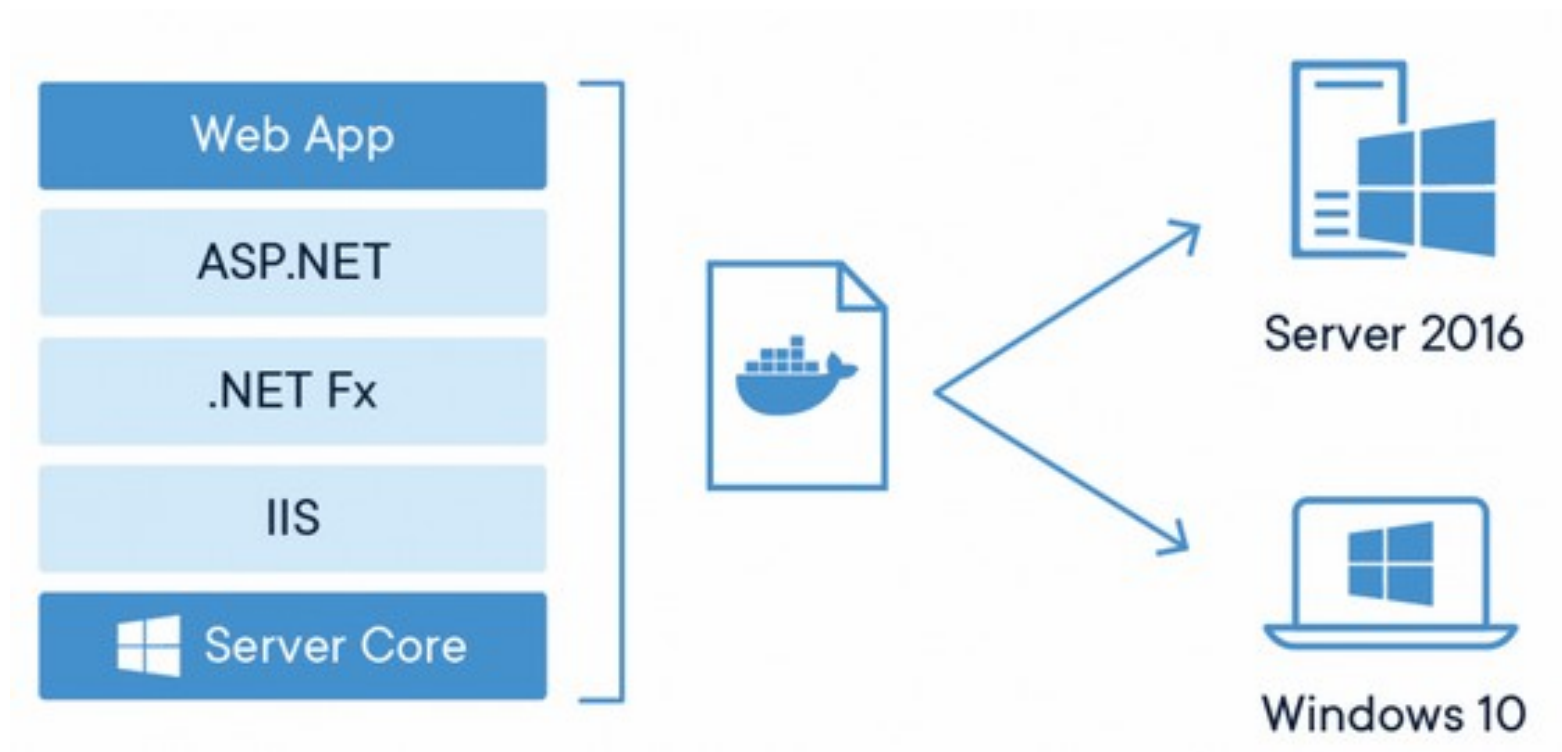 Web App
ASP.NET
.NET Fx
IIS
Server Core
Server 2016
Windows 10